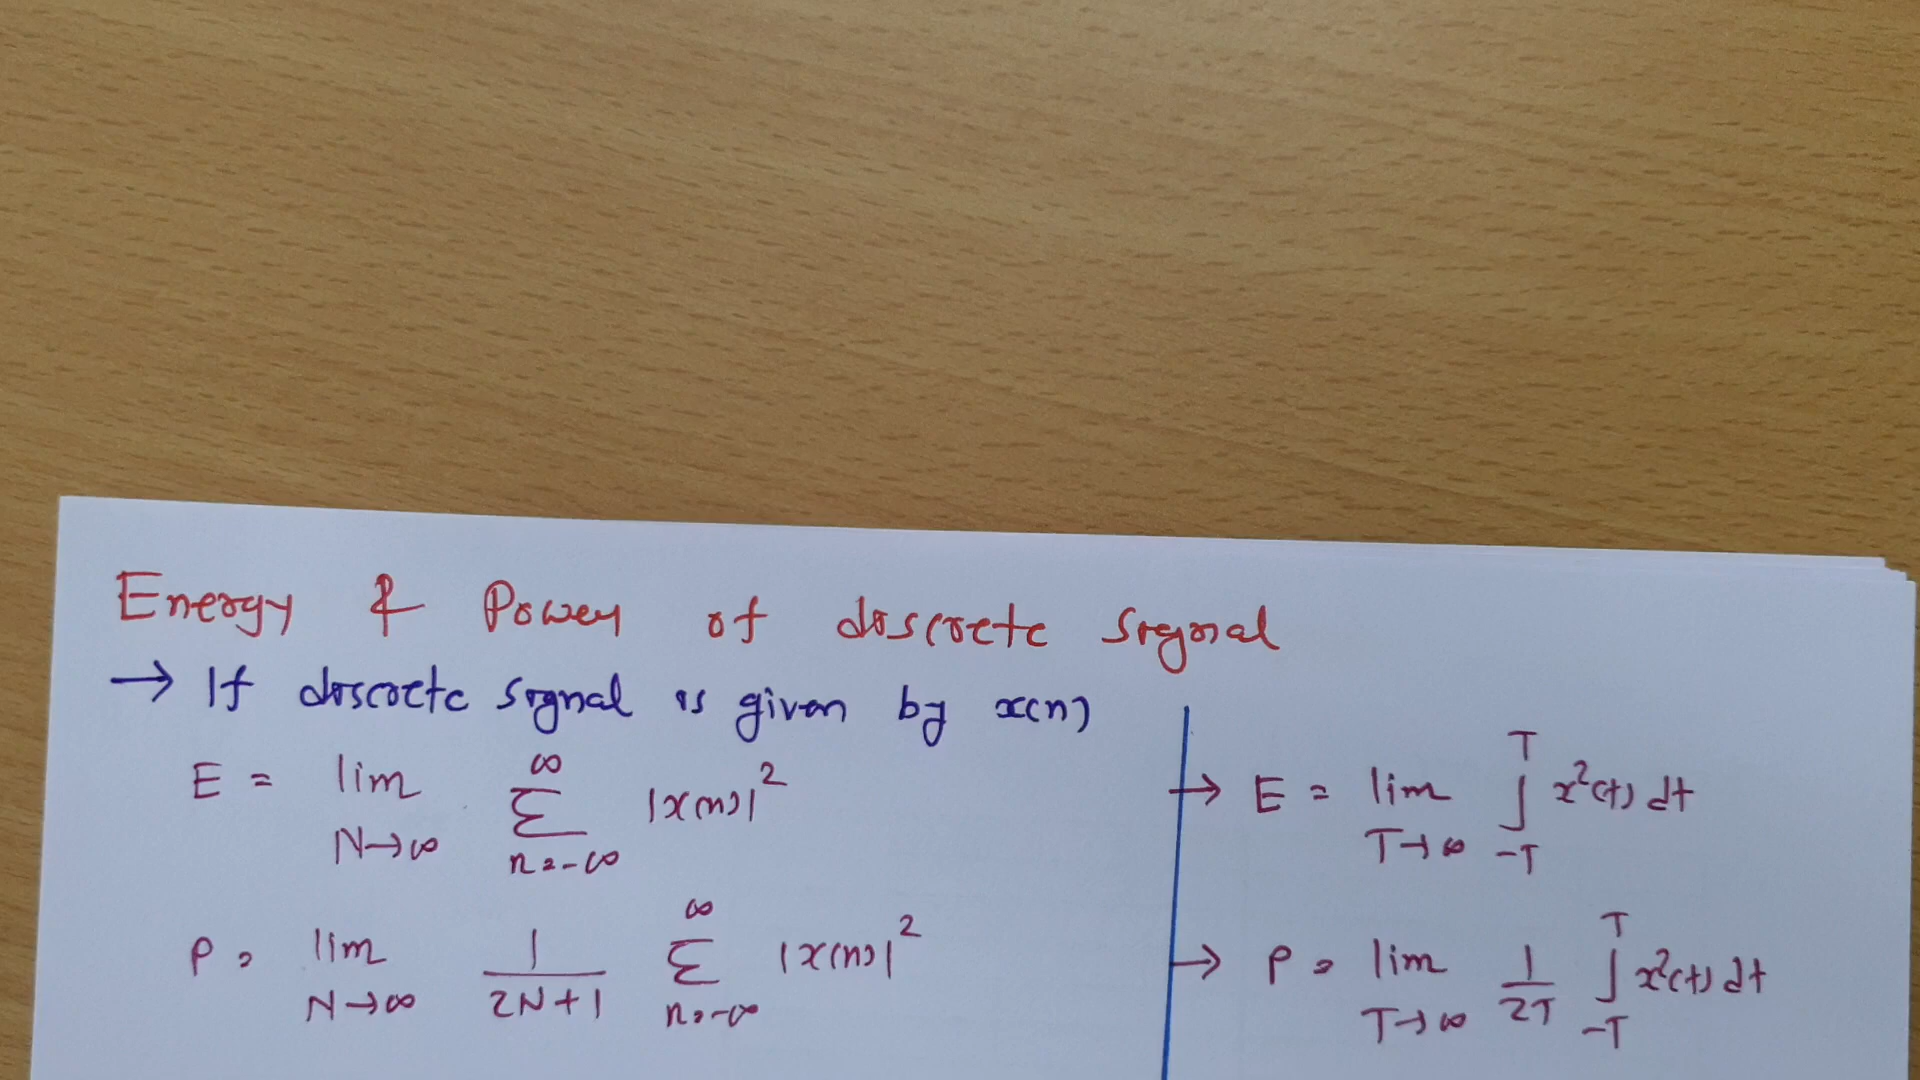 Energy & Power of discrete signal
→ If discrete signal is given by x(n)
E = lim N→∞ ∞ Σ n=-∞ |x(n)|²
P = lim N→∞ 1/2N+1 ∞ Σ n=-∞ |x(n)|²
→ E = lim T→∞ T ∫ -T x²(t) dt
→ P = lim T→∞ 1/2T T ∫ -T x²(t) dt